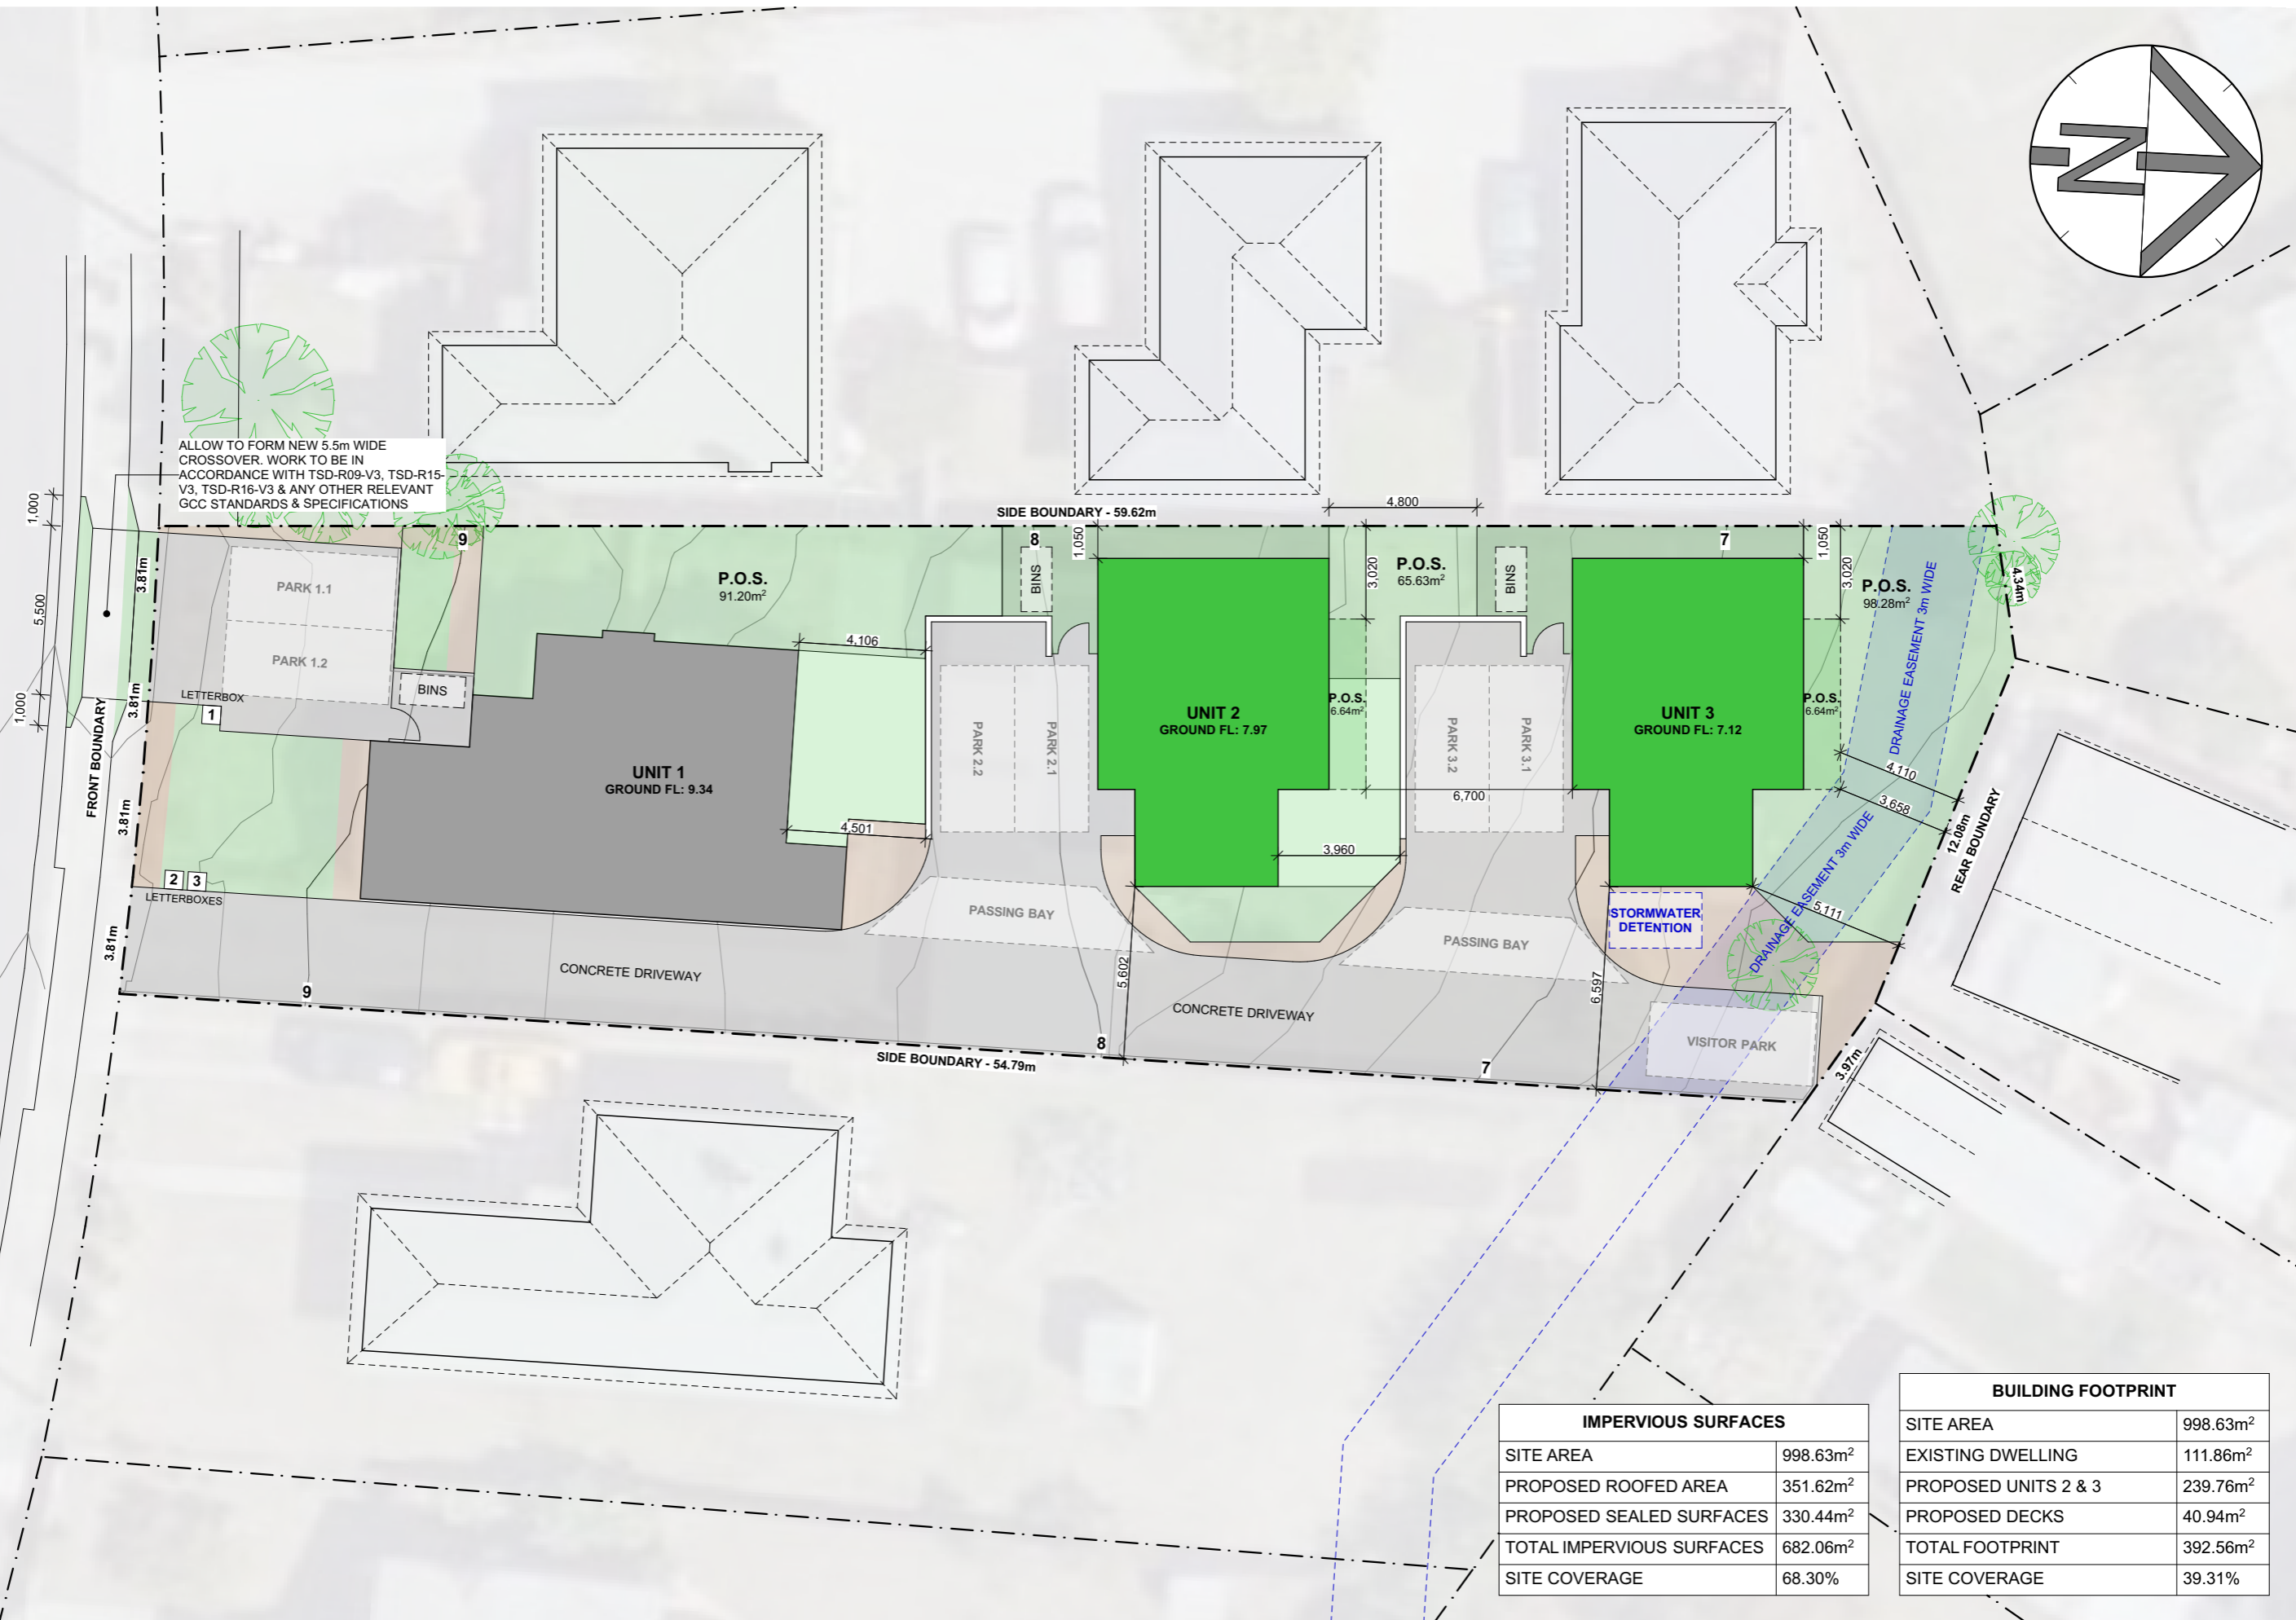 N
ALLOW TO FORM NEW 5.5m WIDE
CROSSOVER. WORK TO BE IN
ACCORDANCE WITH TSD-R09-V3, TSD-R15-
V3, TSD-R16-V3 & ANY OTHER RELEVANT
GCC STANDARDS & SPECIFICATIONS
1,000
5,500
1,000
SIDE BOUNDARY - 59.62m
4,800
9
8
7
1,050
1,050
3,020
3,020
3.81m
3.81m
3.81m
3.81m
FRONT BOUNDARY
PARK 1.1
PARK 1.2
BINS
LETTERBOX
1
P.O.S.
91.20m²
4,106
4,501
UNIT 1
GROUND FL: 9.34
2
3
LETTERBOXES
BINS
PARK 2.2
PARK 2.1
UNIT 2
GROUND FL: 7.97
P.O.S.
65.63m²
P.O.S.
6.64m²
BINS
PARK 3.2
PARK 3.1
6,700
3,960
UNIT 3
GROUND FL: 7.12
P.O.S.
98.28m²
P.O.S.
6.64m²
4.34m
DRAINAGE EASEMENT 3m WIDE
DRAINAGE EASEMENT 3m WIDE
4,110
3,658
5,111
12.08m
REAR BOUNDARY
STORMWATER
DETENTION
PASSING BAY
PASSING BAY
CONCRETE DRIVEWAY
CONCRETE DRIVEWAY
5,602
6,597
VISITOR PARK
3.97m
9
8
7
SIDE BOUNDARY - 54.79m
IMPERVIOUS SURFACES
SITE AREA 998.63m²
PROPOSED ROOFED AREA 351.62m²
PROPOSED SEALED SURFACES 330.44m²
TOTAL IMPERVIOUS SURFACES 682.06m²
SITE COVERAGE 68.30%
BUILDING FOOTPRINT
SITE AREA 998.63m²
EXISTING DWELLING 111.86m²
PROPOSED UNITS 2 & 3 239.76m²
PROPOSED DECKS 40.94m²
TOTAL FOOTPRINT 392.56m²
SITE COVERAGE 39.31%